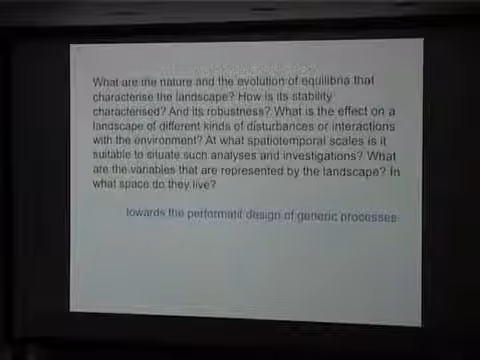 What are the nature and the evolution of equilibria that
characterise the landscape? How is its stability
characterised? And its robustness? What is the effect on a
landscape of different kinds of disturbances or interactions
with the environment? At what spatiotemporal scales is it
suitable to situate such analyses and investigations? What
are the variables that are represented by the landscape? In
what space do they live?
towards the performatif design of generic processes